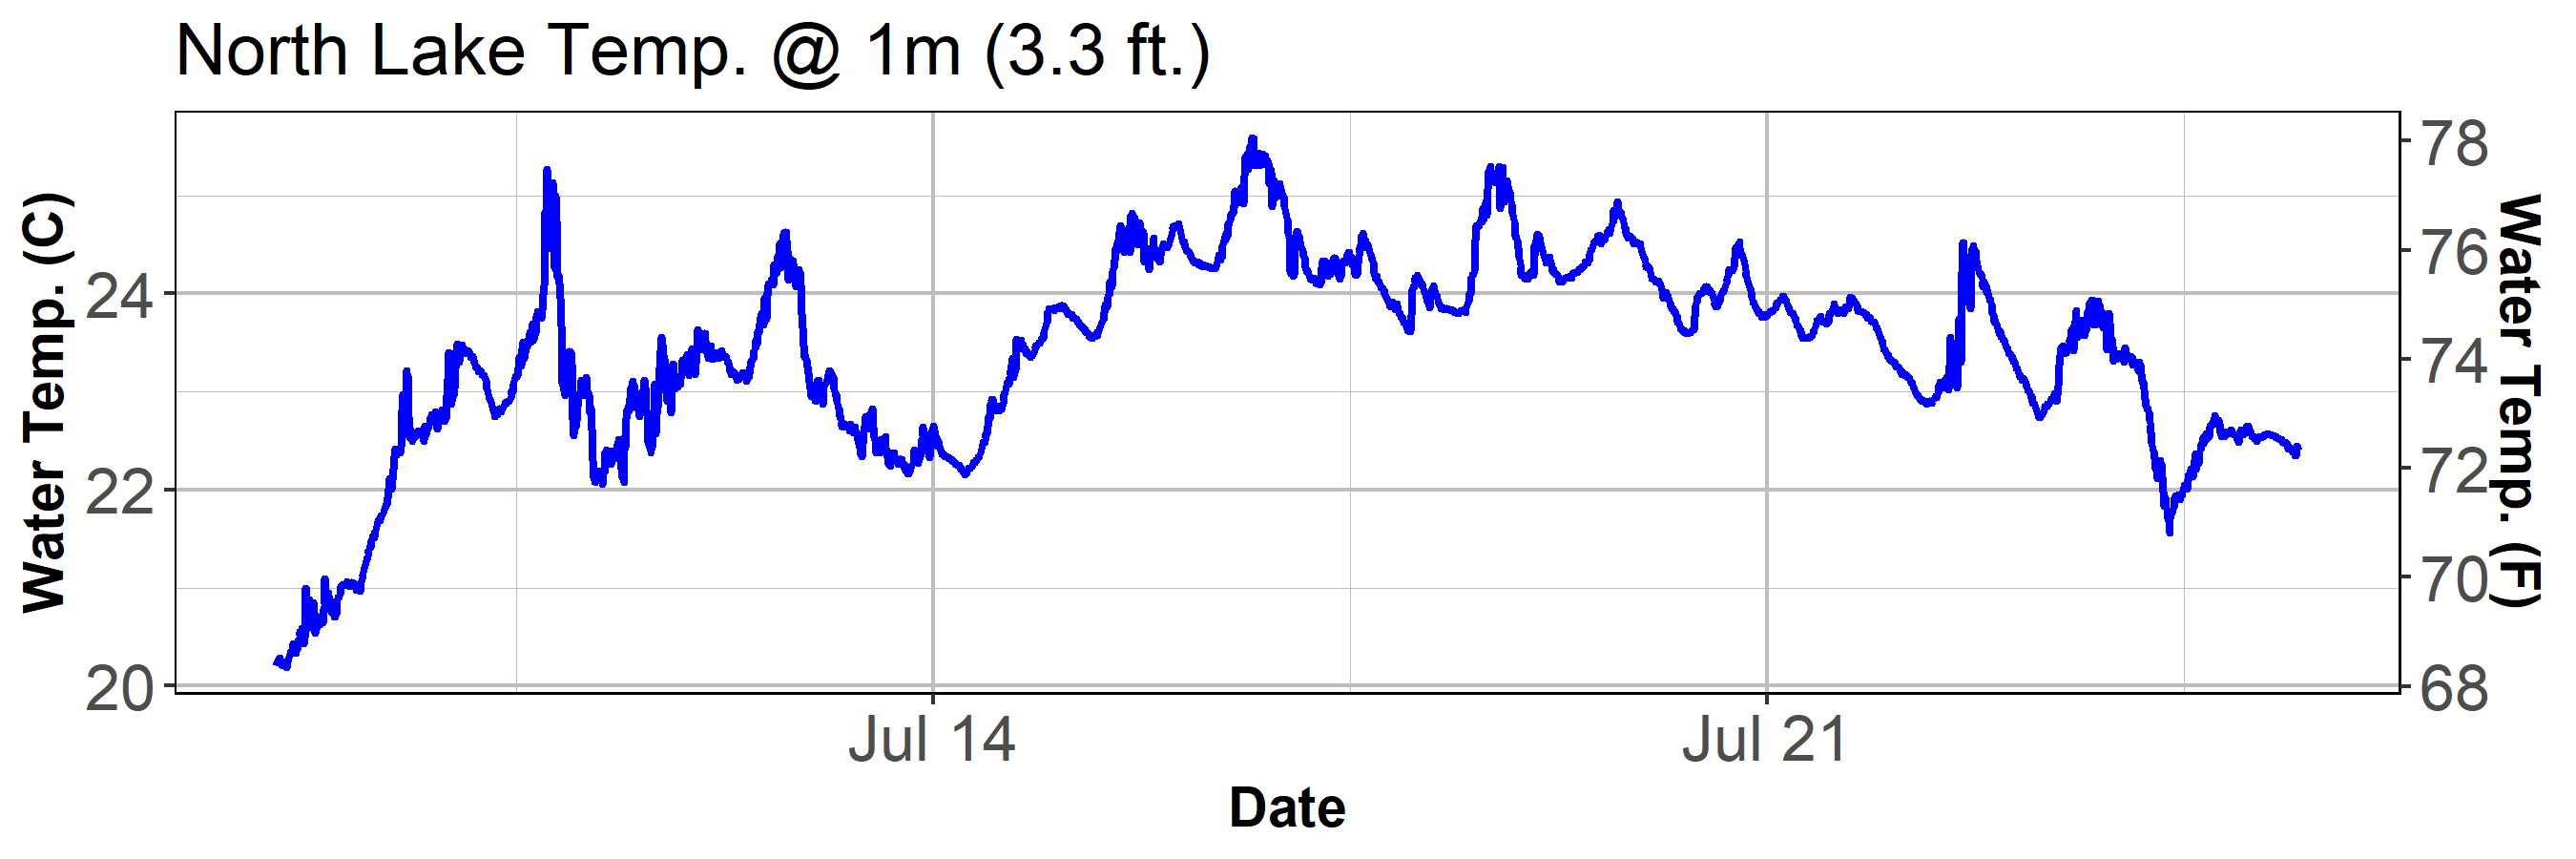 North Lake Temp. @ 1m (3.3 ft.)
Water Temp. (C)
24
22
20
78
76
74
72
70
68
Water Temp. (F)
Jul 14
Jul 21
Date